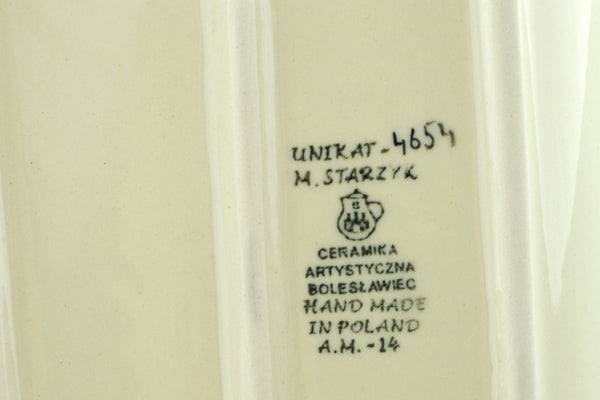 UNIKAT - 4654
M. STARZYK
CERAMIKA
ARTYSTYCZNA
BOLESŁAWIEC
HAND MADE
IN POLAND
A.M. - 14